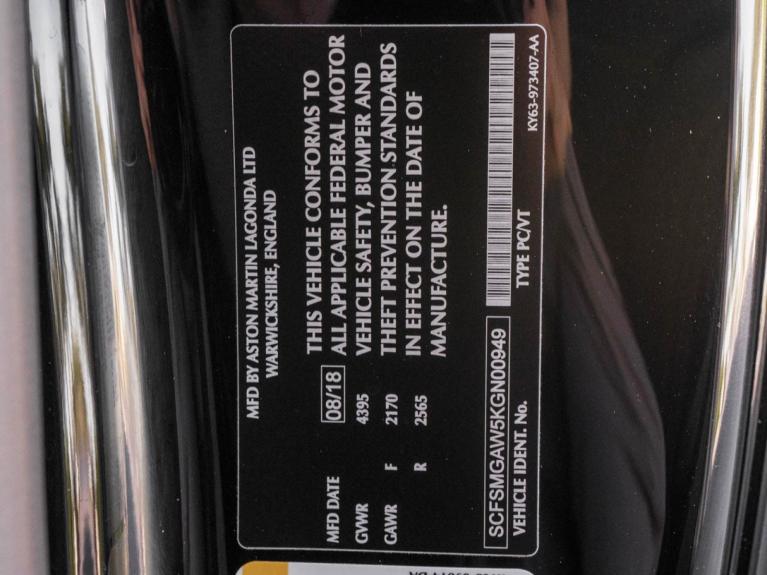 MFD BY ASTON MARTIN LAGONDA LTD
WARWICKSHIRE, ENGLAND
MFD DATE 08/18
GVWR 4395
GAWR F 2170
R 2565
THIS VEHICLE CONFORMS TO
ALL APPLICABLE FEDERAL MOTOR
VEHICLE SAFETY, BUMPER AND
THEFT PREVENTION STANDARDS
IN EFFECT ON THE DATE OF
MANUFACTURE.
SCFSMGAW5KGN00949
VEHICLE IDENT. No. TYPE PC/VT
KY63-973407-AA